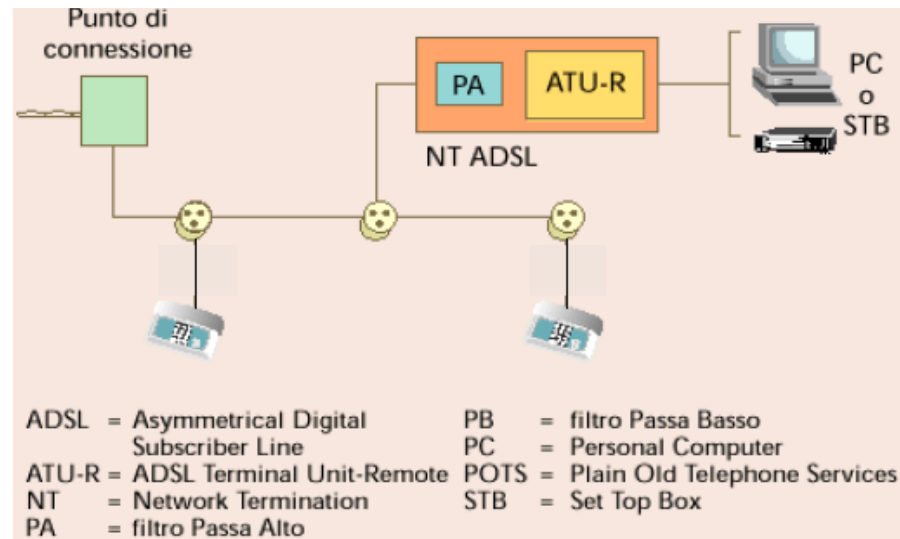 Punto di
connessione
PA
ATU-R
PC
o
STB
NT ADSL
ADSL = Asymmetrical Digital
Subscriber Line
ATU-R = ADSL Terminal Unit-Remote
NT = Network Termination
PA = filtro Passa Alto
PB = filtro Passa Basso
PC = Personal Computer
POTS = Plain Old Telephone Services
STB = Set Top Box